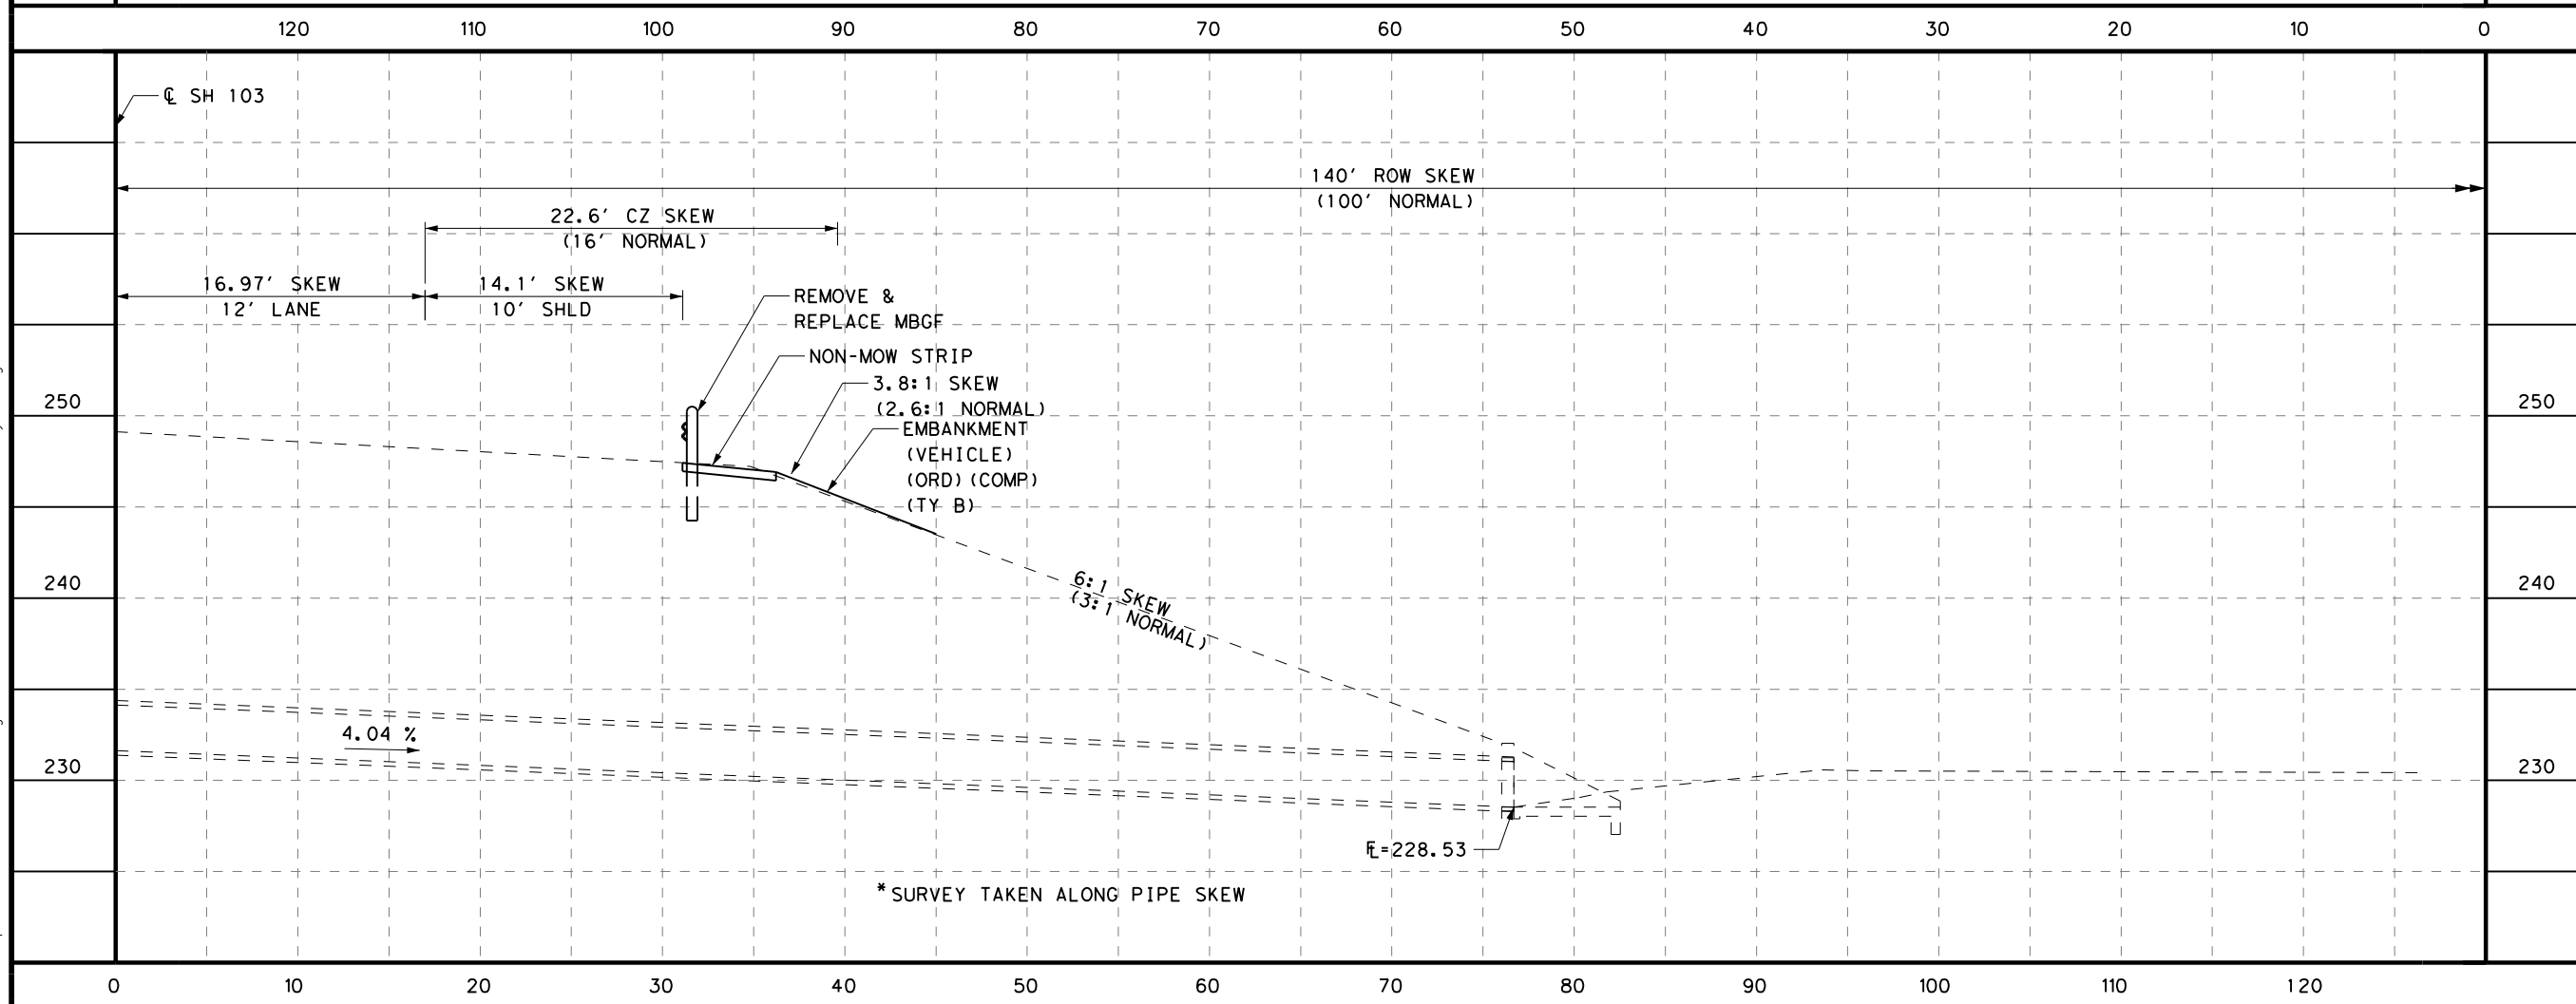 120 110 100 90 80 70 60 50 40 30 20 10 0
℄ SH 103
140' ROW SKEW
(100' NORMAL)
22.6' CZ SKEW
(16' NORMAL)
16.97' SKEW
12' LANE
14.1' SKEW
10' SHLD
REMOVE &
REPLACE MBGF
NON-MOW STRIP
3.8:1 SKEW
(2.6:1 NORMAL)
EMBANKMENT
(VEHICLE)
(ORD)(COMP)
(TY B)
250 250
240 240
6:1 SKEW
(3:1 NORMAL)
4.04 %
230 230
FL=228.53
*SURVEY TAKEN ALONG PIPE SKEW
0 10 20 30 40 50 60 70 80 90 100 110 120